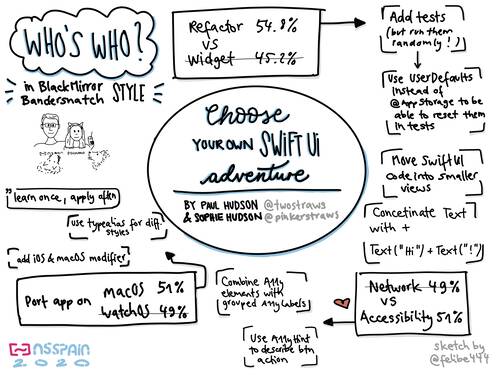 WHO'S WHO?
in BlackMirror
Bandersnatch STYLE
Refactor 54.8%
VS
Widget 45.2%
Add tests
(but run them
randomly!)
Use UserDefaults
instead of
@AppStorage to be
able to reset them
in tests
Move SwiftUI
code into smaller
views
Concetinate Text
with +
Text("Hi")+Text("!")
Choose
YOUR OWN SWiFT Ui
adventure
BY PAUL HUDSON @twostraws
& SOPHIE HUDSON @pinkerstraws
Network 49%
VS
Accessibility 51%
Combine A11y
elements with
grouped A11yLabels
Use A11yHint
to describe btn
action
Port app on macOS 51%
watchOS 49%
add iOS & macOS modifier
use typealias for diff.
styles
learn once, apply often
NSSPAIN
2020
sketch by
@felibe444